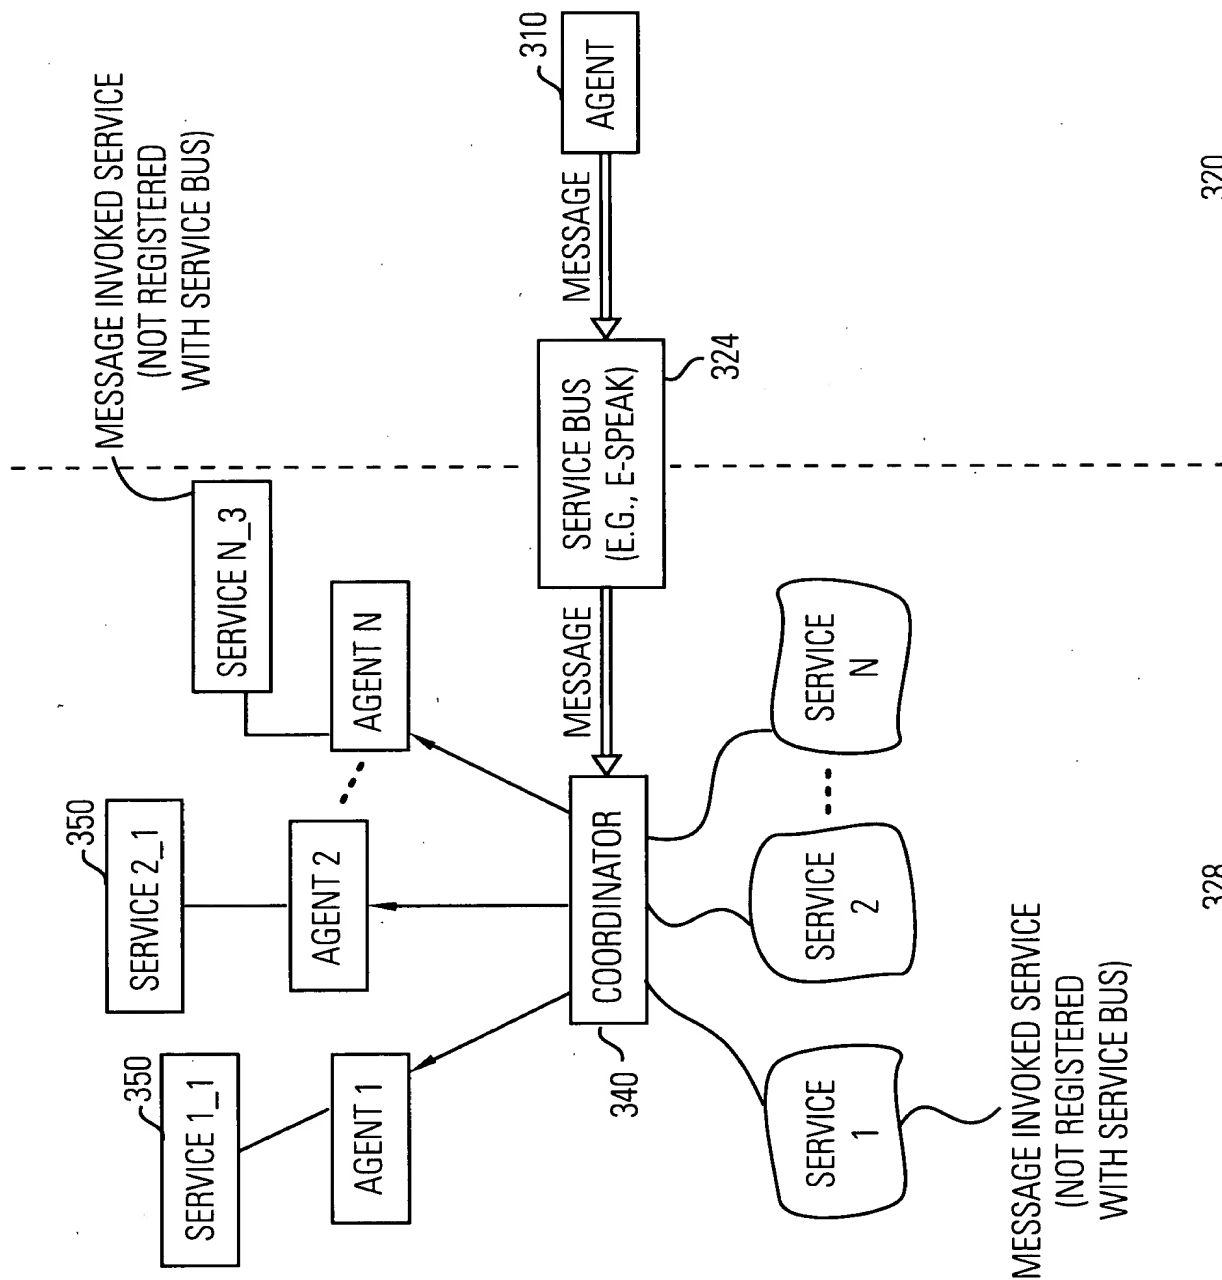 350
SERVICE 1_1
AGENT 1
350
SERVICE 2_1
AGENT 2
SERVICE N_3
AGENT N
MESSAGE INVOKED SERVICE
(NOT REGISTERED
WITH SERVICE BUS)
340
COORDINATOR
MESSAGE
SERVICE BUS
(E.G., E-SPEAK)
324
MESSAGE
310
AGENT
SERVICE
1
SERVICE
2
SERVICE
N
MESSAGE INVOKED SERVICE
(NOT REGISTERED
WITH SERVICE BUS)
328
320